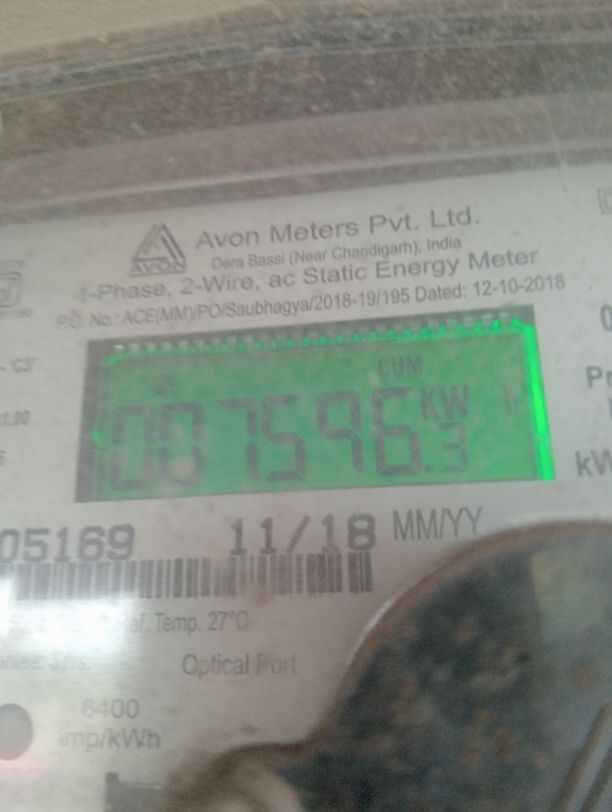 Avon Meters Pvt. Ltd.
AVON
Dera Bassi (Near Chandigarh), India
1-Phase, 2-Wire, ac Static Energy Meter
P.O. No.: ACE(MM)/PO/Saubhagya/2018-19/195 Dated: 12-10-2018
CUM
007596.3 KW
05169 11/18 MM/YY
Ref. Temp. 27°C
Optical Port
6400
imp/kWh